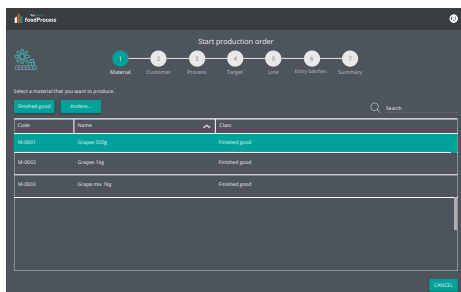 The
foodProcess
Start production order
1 2 3 4 5 6 7
Material Customer Process Target Line Entry batches Summary
Select a material that you want to produce.
Finished good Andere... Search
Code Name Class
M-0001 Grapes 500g Finished good
M-0002 Grapes 1kg Finished good
M-0003 Grape mix 1kg Finished good
CANCEL